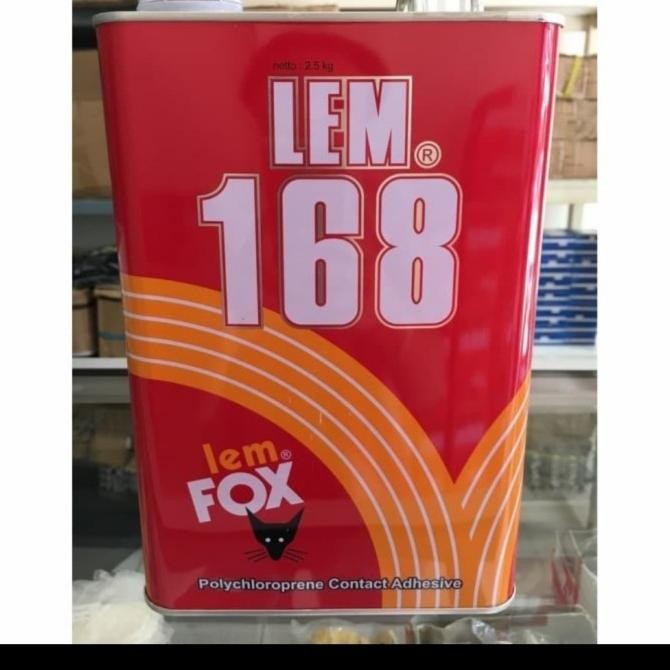 netto : 2.5 kg
LEM ®
168
lem ®
FOX
Polychloroprene Contact Adhesive